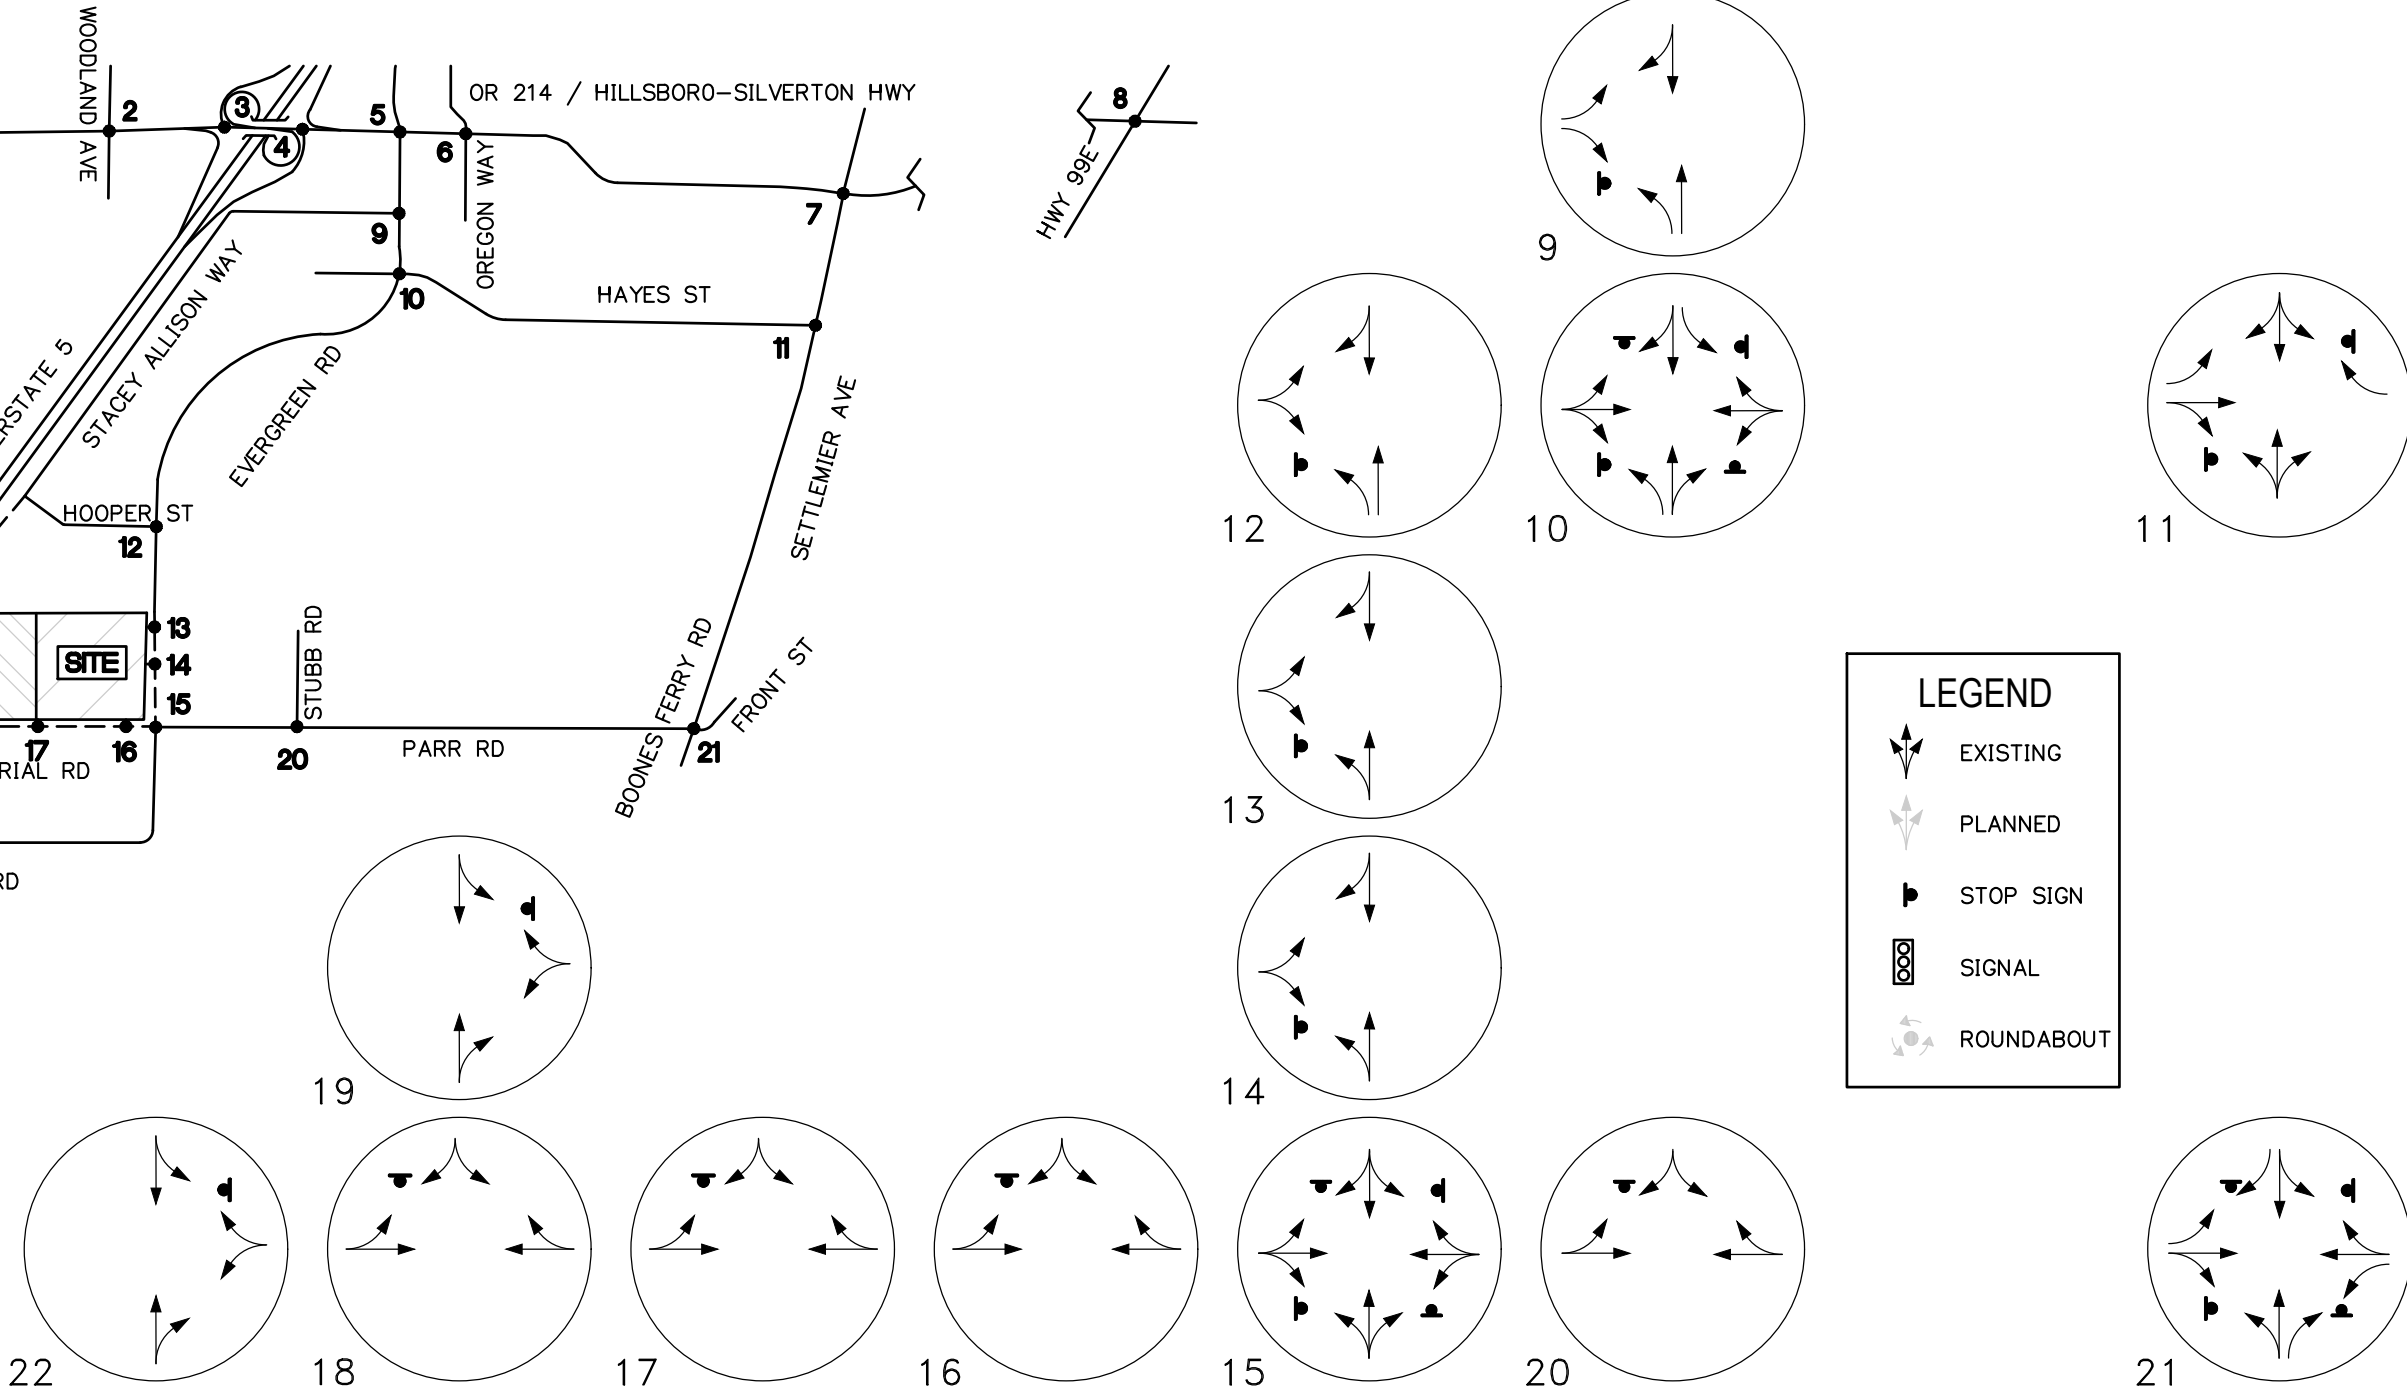 WOODLAND AVE
2
3
4
5
6
OR 214 / HILLSBORO-SILVERTON HWY
8
HWY 99E
7
9
OREGON WAY
10
HAYES ST
11
STACEY ALLISON WAY
EVERGREEN RD
SETTLEMIER AVE
HOOPER ST
12
13
SITE
14
15
17
16
STUBB RD
20
PARR RD
BOONES FERRY RD
FRONT ST
21
RD
9
12
10
11
13
LEGEND
EXISTING
PLANNED
STOP SIGN
SIGNAL
ROUNDABOUT
19
14
22
18
17
16
15
20
21